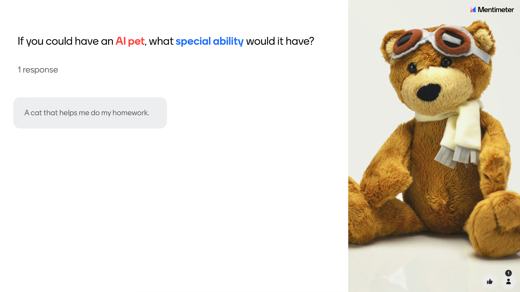 Mentimeter
If you could have an AI pet, what special ability would it have?
1 response
A cat that helps me do my homework.
1